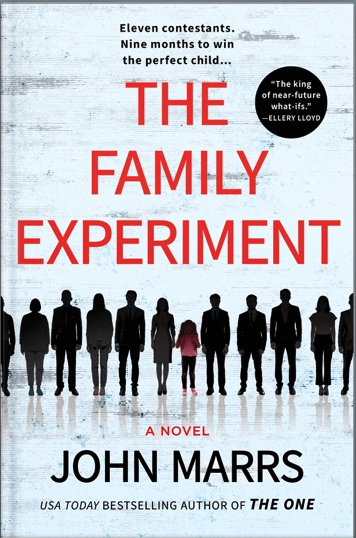 Eleven contestants.
Nine months to win
the perfect child...
THE
FAMILY
EXPERIMENT
“The king
of near-future
what-ifs.”
—ELLERY LLOYD
A NOVEL
JOHN MARRS
USA TODAY BESTSELLING AUTHOR OF THE ONE